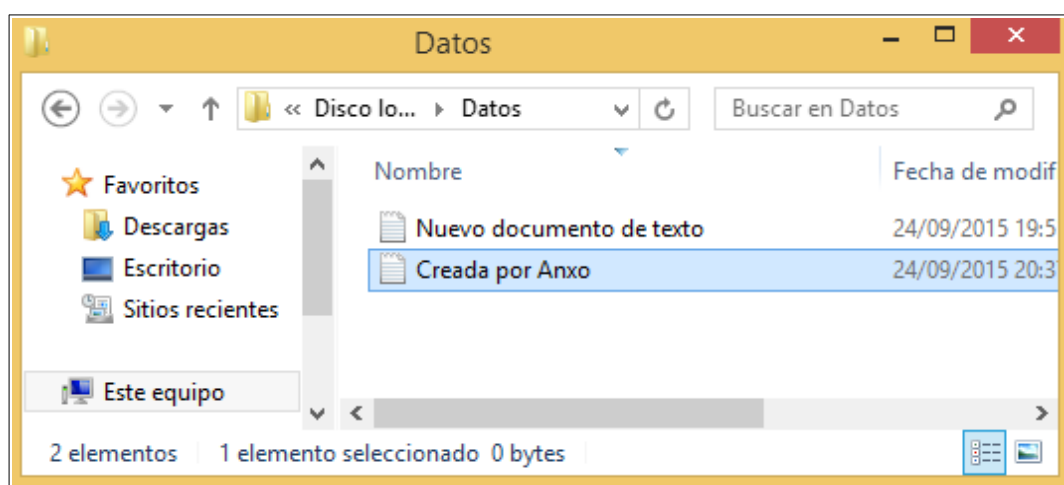 Datos
« Disco lo... Datos
Buscar en Datos
Favoritos
Descargas
Escritorio
Sitios recientes
Este equipo
Nombre Fecha de modif
Nuevo documento de texto 24/09/2015 19:5
Creada por Anxo 24/09/2015 20:3
2 elementos 1 elemento seleccionado 0 bytes